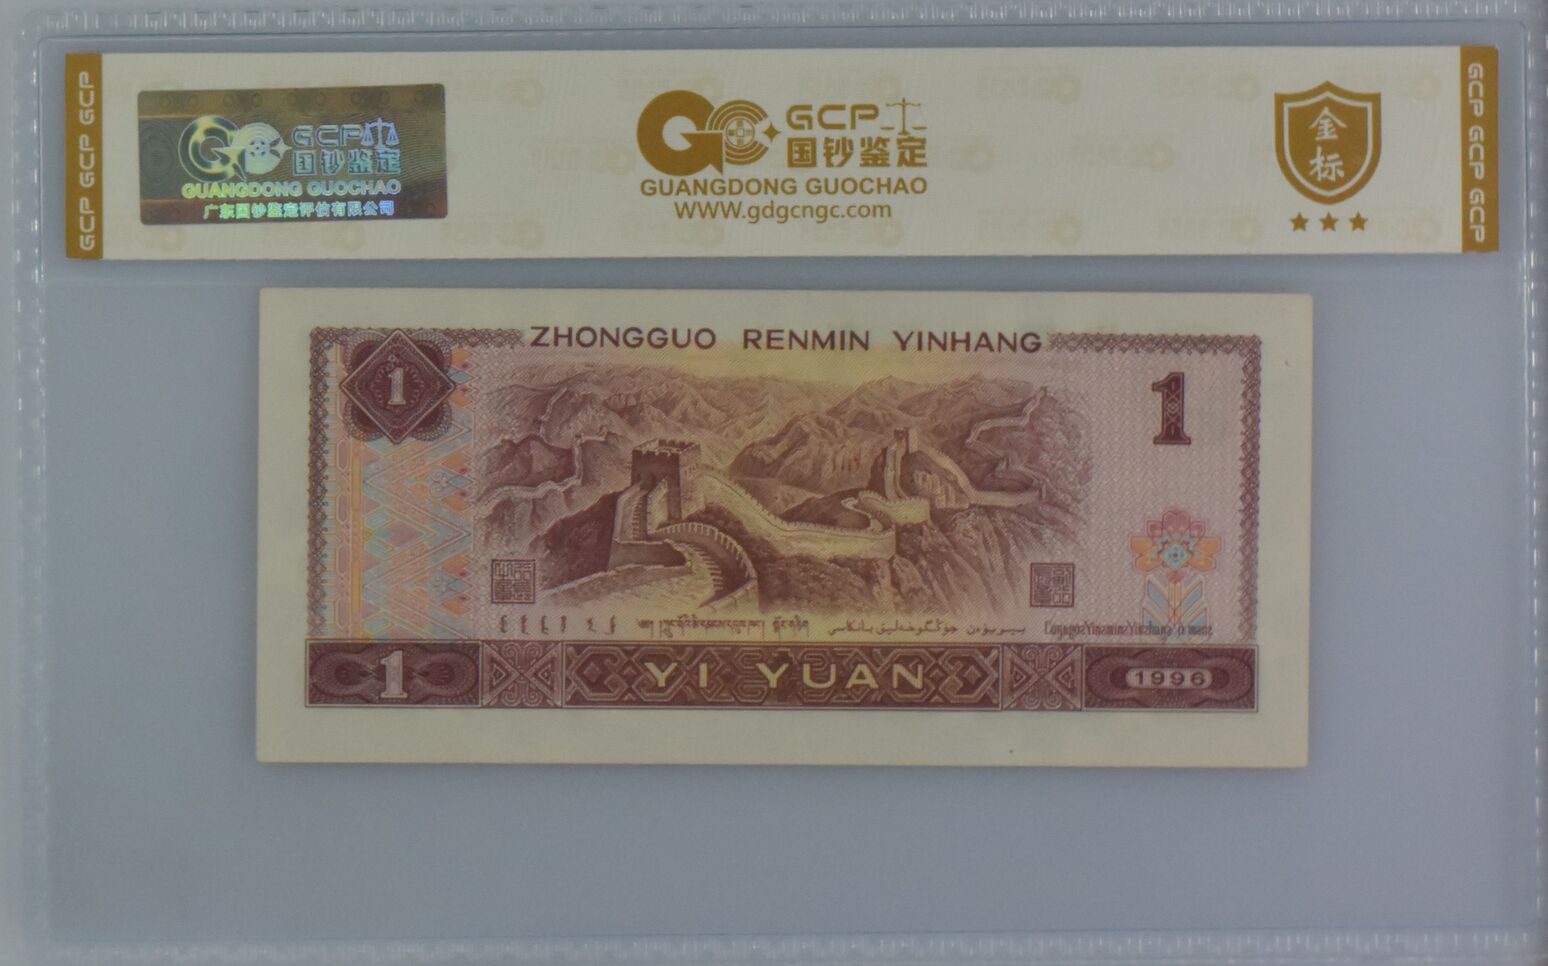 GCP GCP GCP
GCP
国钞鉴定
GUANGDONG GUOCHAO
广东国钞鉴定评估有限公司
GCP
国钞鉴定
GUANGDONG GUOCHAO
WWW.gdgcngc.com
金标
GCP GCP GCP
ZHONGGUO RENMIN YINHANG
1
1
1
YI YUAN
1996